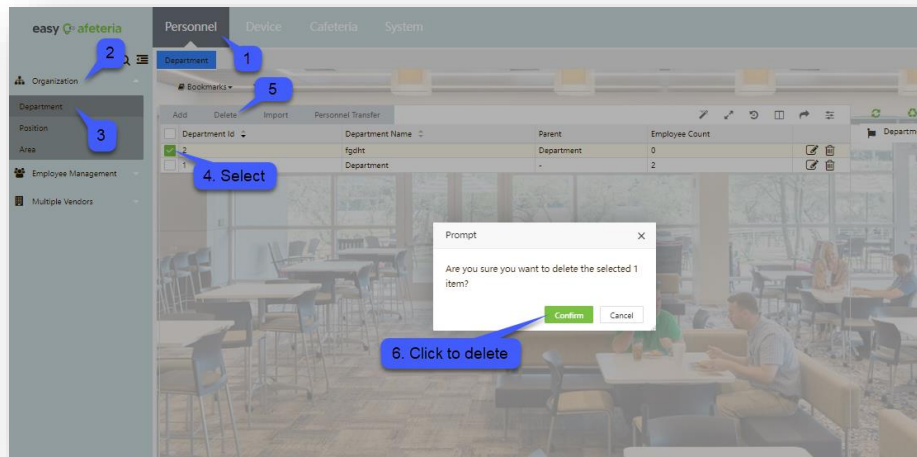 easy Cafeteria
Personnel Device Cafeteria System
2
1
Department
Organization
Bookmarks
5
Department
Add Delete Import Personnel Transfer
Position
3
Department Id Department Name Parent Employee Count
Area
2 fgdht Department 0
1 Department - 2
4. Select
Employee Management
Multiple Vendors
Departm
Prompt
Are you sure you want to delete the selected 1
item?
Confirm Cancel
6. Click to delete